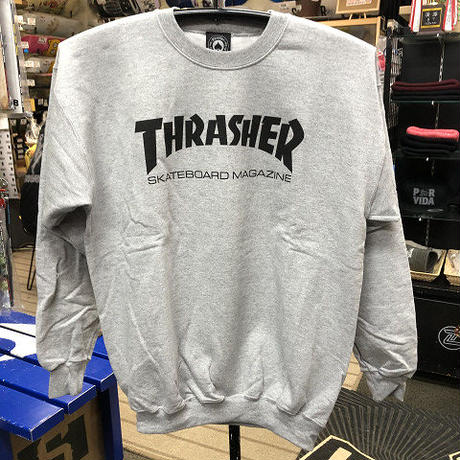 THRASHER
SKATEBOARD MAGAZINE
POR
VIDA